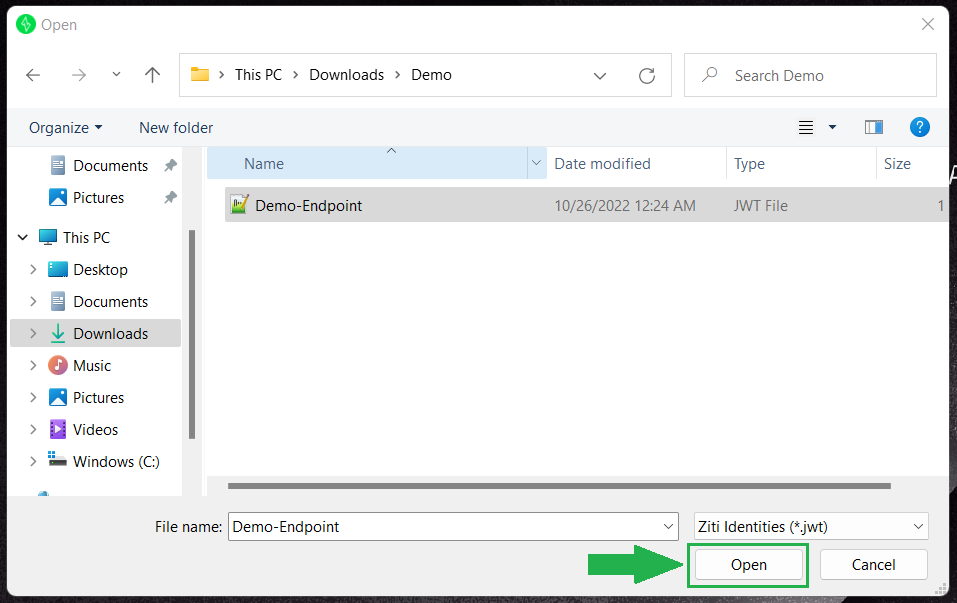 Open
This PC Downloads Demo
Search Demo
Organize New folder
?
Name Date modified Type Size
Documents
Pictures
This PC
Desktop
Documents
Downloads
Music
Pictures
Videos
Windows (C:)
Demo-Endpoint 10/26/2022 12:24 AM JWT File 1
File name: Demo-Endpoint Ziti Identities (*.jwt)
Open Cancel